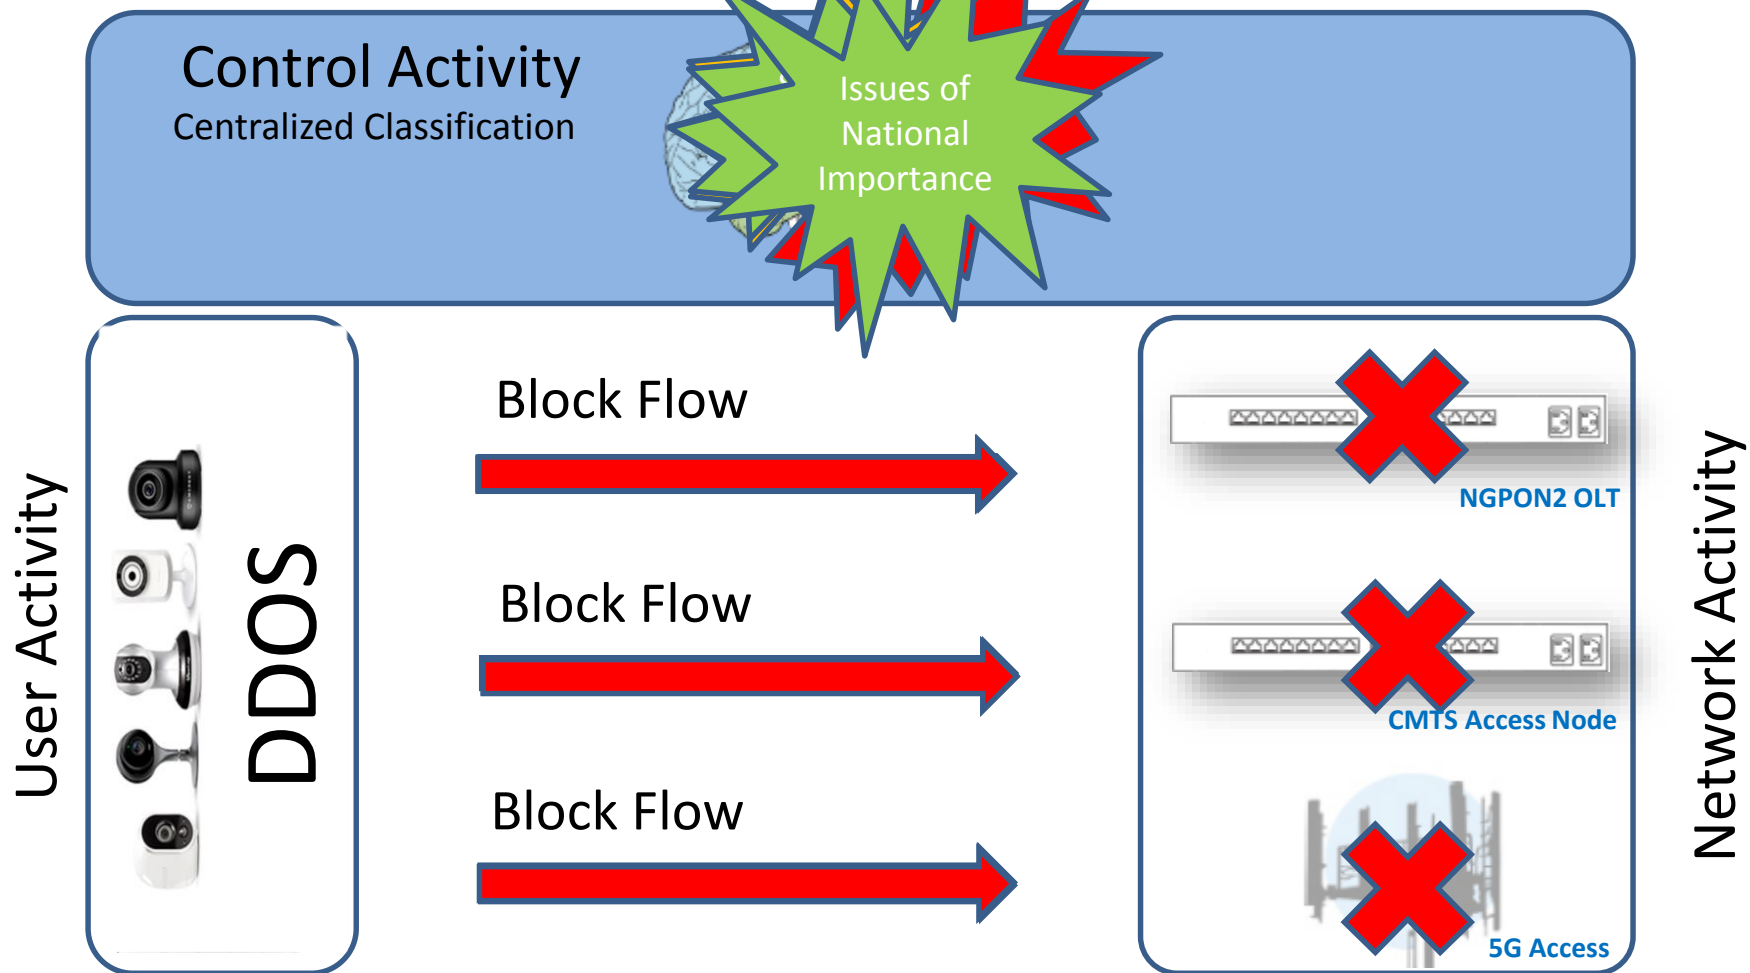 Control Activity
Centralized Classification
Issues of
National
Importance
User Activity
DDOS
Block Flow
Block Flow
Block Flow
NGPON2 OLT
CMTS Access Node
5G Access
Network Activity